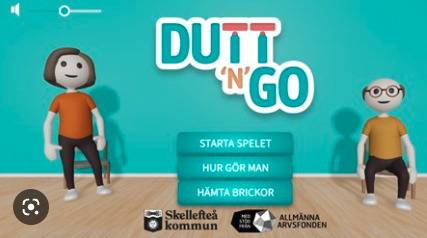 DUTT
'N'
GO
STARTA SPELET
HUR GÖR MAN
HÄMTA BRICKOR
Skellefteå
kommun
MED
STÖD
FRÅN
ALLMÄNNA
ARVSFONDEN